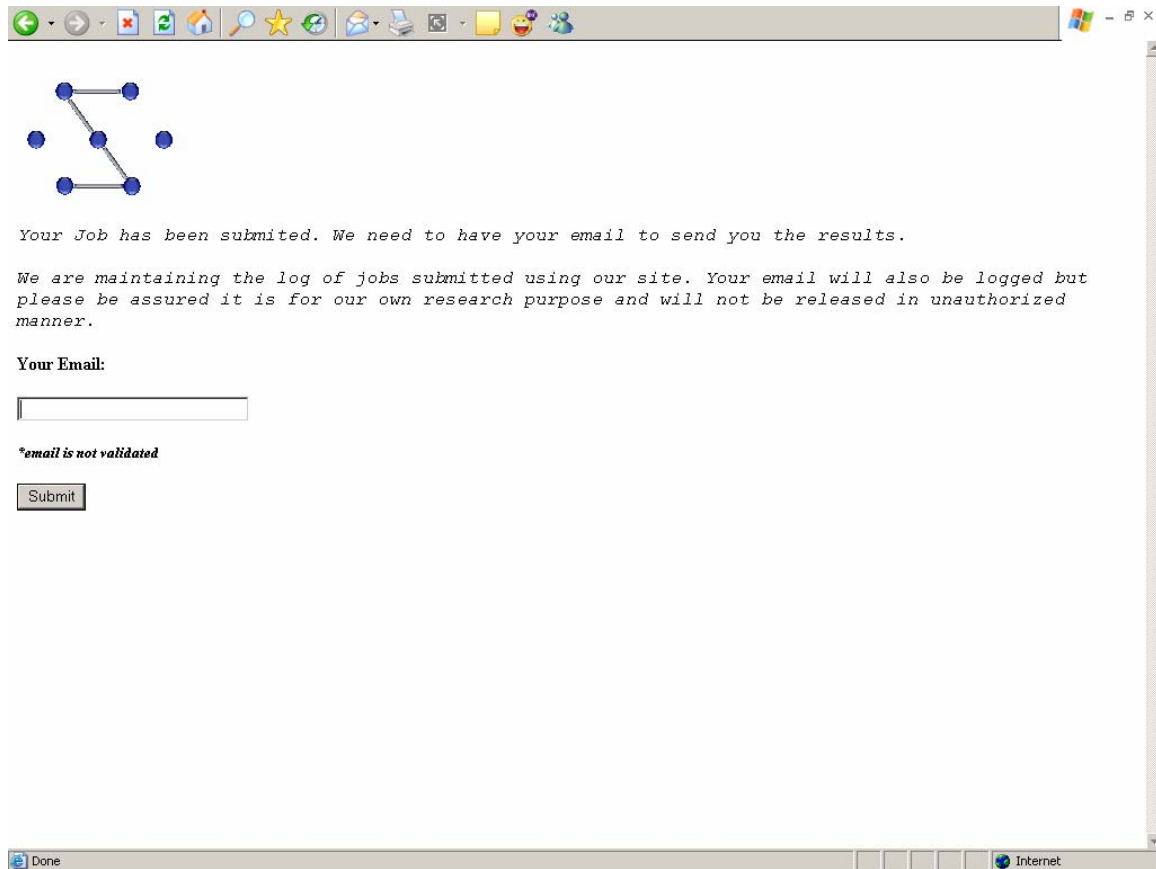 Your Job has been submited. We need to have your email to send you the results.
We are maintaining the log of jobs submitted using our site. Your email will also be logged but
please be assured it is for our own research purpose and will not be released in unauthorized
manner.
Your Email:
*email is not validated
Submit
Done
Internet